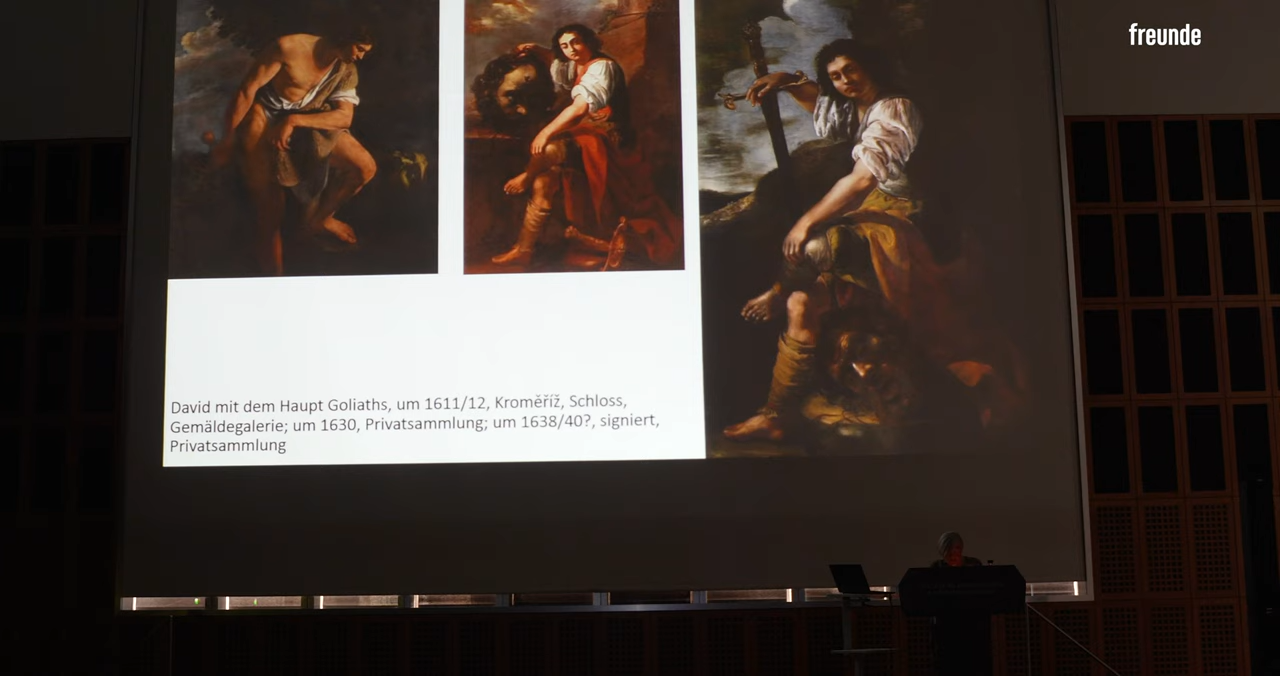 freunde
David mit dem Haupt Goliaths, um 1611/12, Kroměříž, Schloss,
Gemäldegalerie; um 1630, Privatsammlung; um 1638/40?, signiert,
Privatsammlung